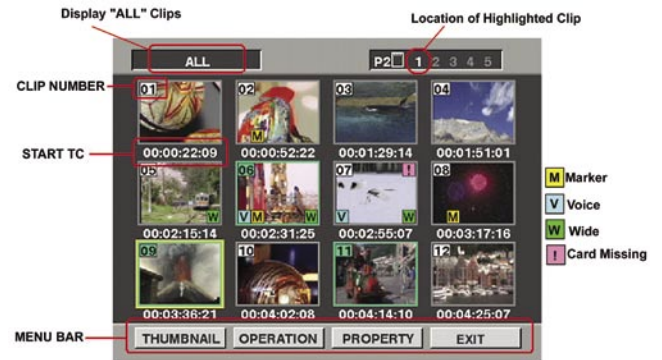 Display "ALL" Clips
Location of Highlighted Clip
ALL
P2 1 2 3 4 5
CLIP NUMBER
01 02 03 04
M
START TC
00:00:22:09 00:00:52:22 00:01:29:14 00:01:51:01
05 06 07 ! 08
W V M W V W M
M Marker
V Voice
W Wide
! Card Missing
00:02:15:14 00:02:31:25 00:02:55:07 00:03:17:16
09 10 11 12
00:03:36:21 00:04:02:08 00:04:14:10 00:04:25:07
MENU BAR
THUMBNAIL OPERATION PROPERTY EXIT